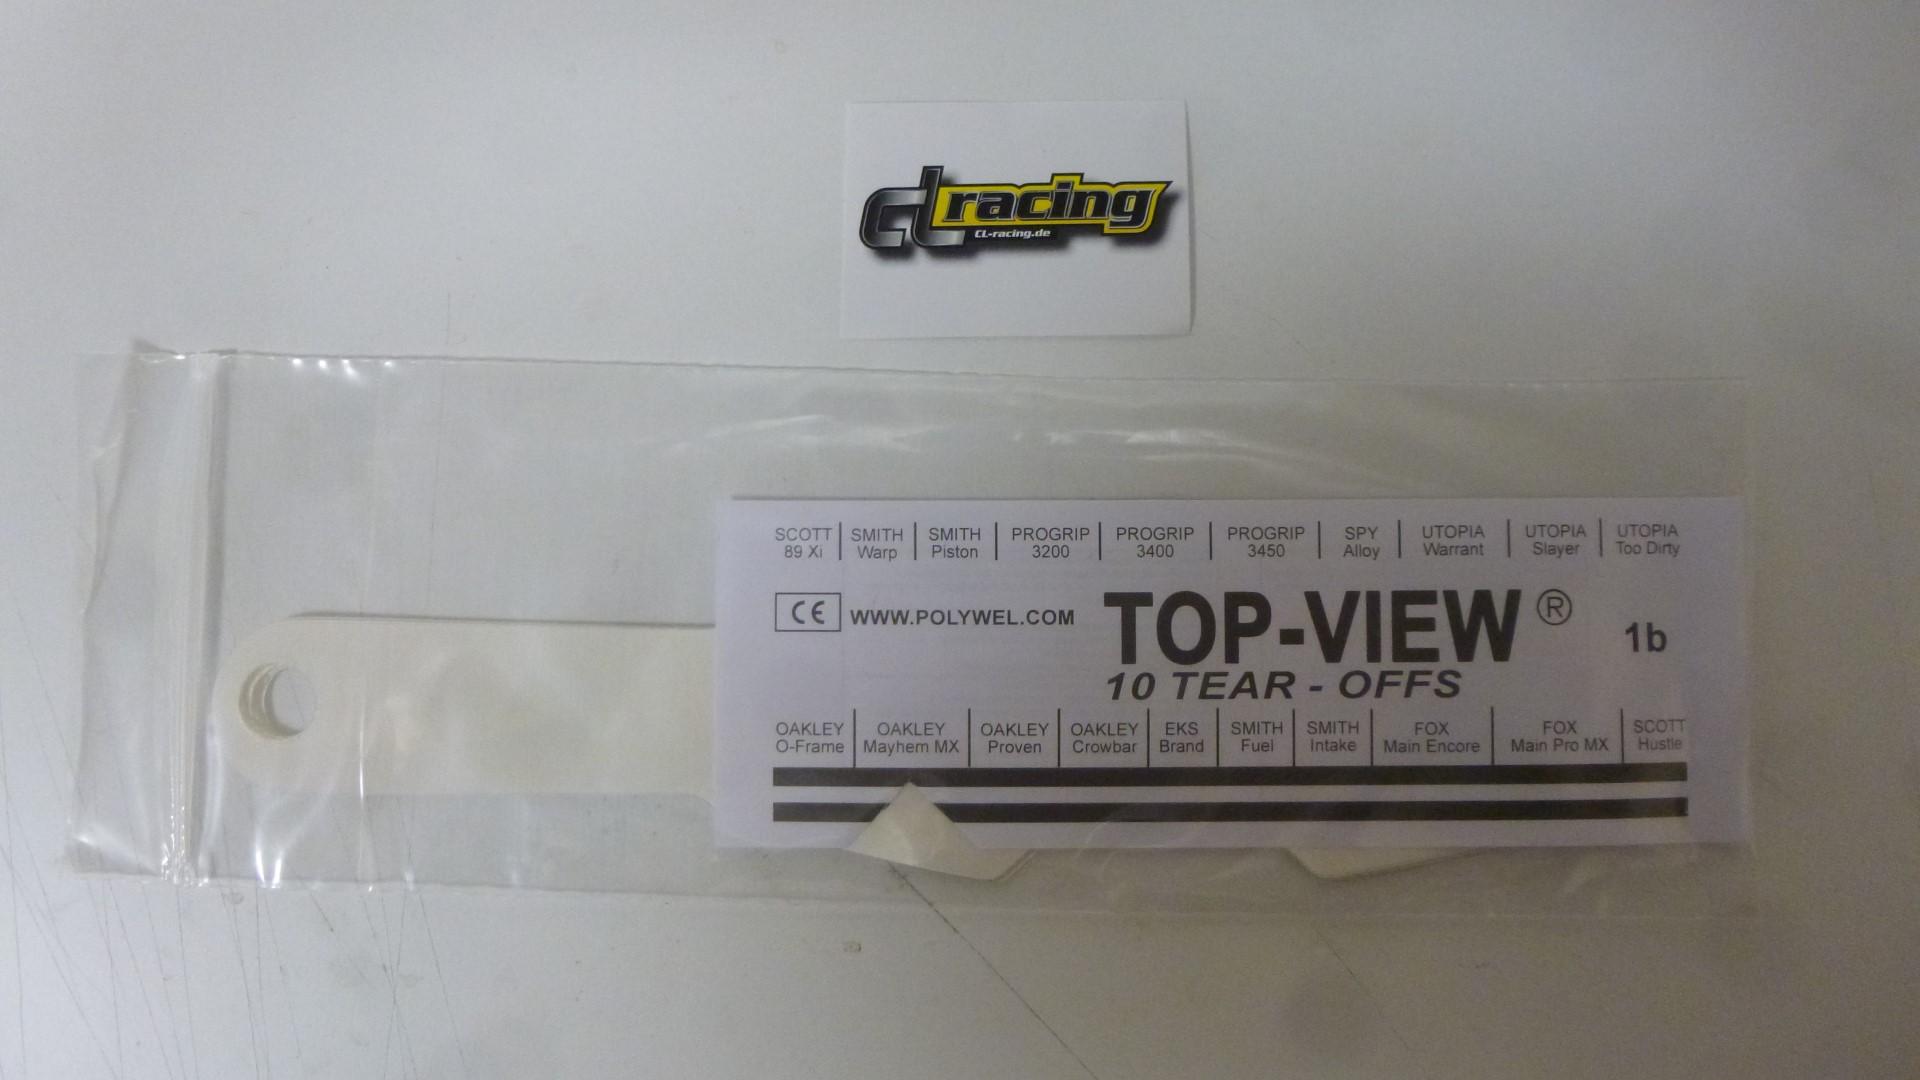 cl racing
CL-racing.de
SCOTT 89 Xi
SMITH Warp
SMITH Piston
PROGRIP 3200
PROGRIP 3400
PROGRIP 3450
SPY Alloy
UTOPIA Warrant
UTOPIA Slayer
UTOPIA Too Dirty
CE WWW.POLYWEL.COM TOP-VIEW ® 1b
10 TEAR - OFFS
OAKLEY O-Frame
OAKLEY Mayhem MX
OAKLEY Proven
OAKLEY Crowbar
EKS Brand
SMITH Fuel
SMITH Intake
FOX Main Encore
FOX Main Pro MX
SCOTT Hustle